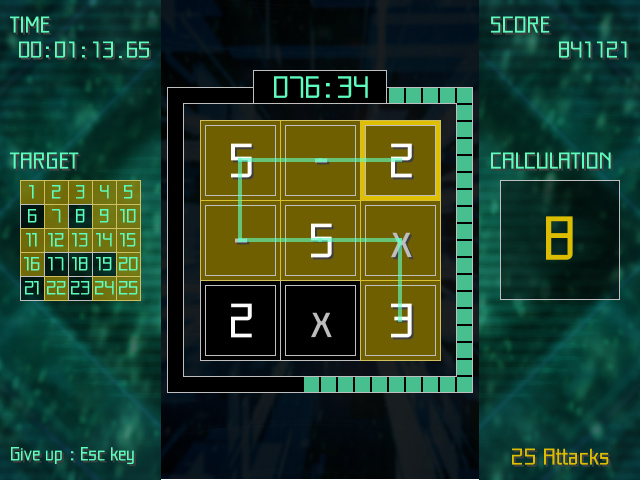 TIME
00:01:13.65
SCORE
841121
076:34
TARGET
1 2 3 4 5
6 7 8 9 10
11 12 13 14 15
16 17 18 19 20
21 22 23 24 25
CALCULATION
8
5 - 2
- 5 x
2 x 3
Give up : Esc key
25 Attacks